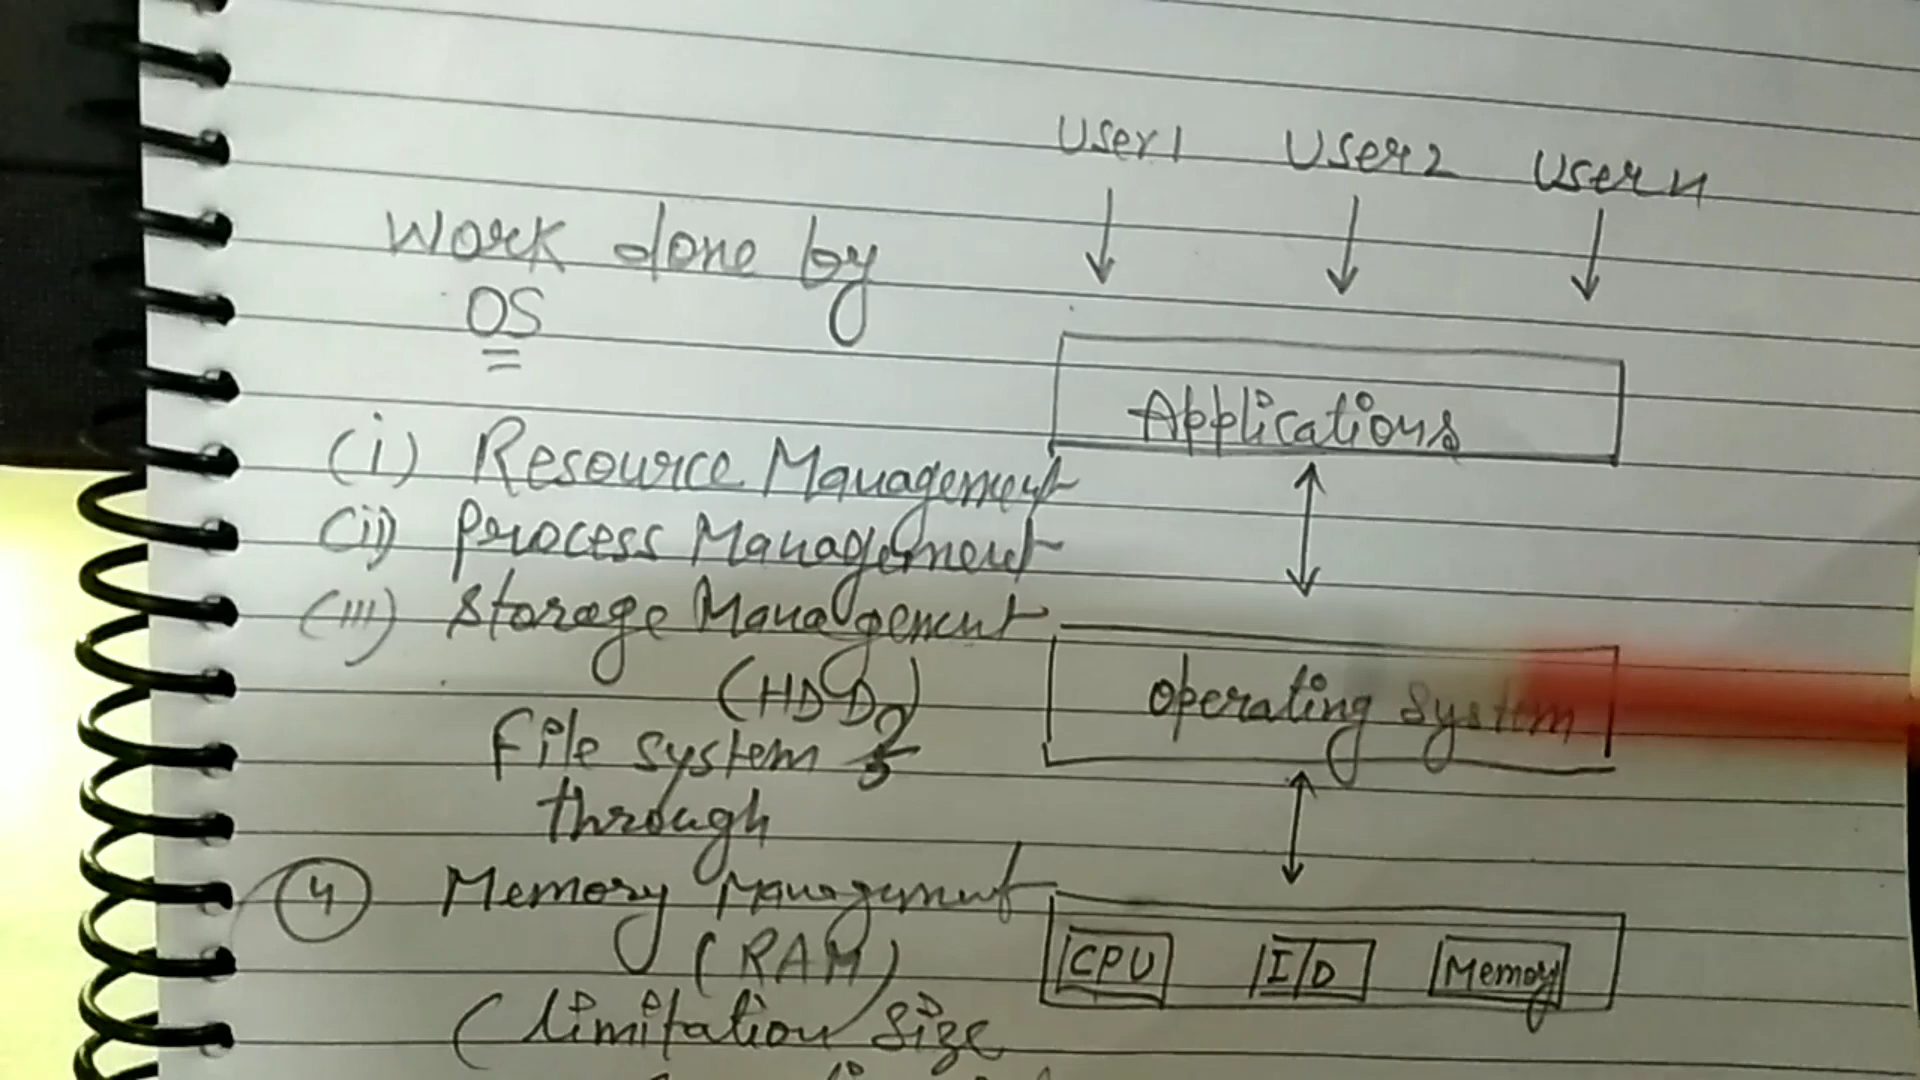 User1 User2 Usern
Work done by
OS
Applications
(i) Resource Management
(ii) Process Management
(iii) Storage Management
(HDD)
Operating System
File system
through
4 Memory Management
(RAM)
CPU I/O Memory
(limitation size